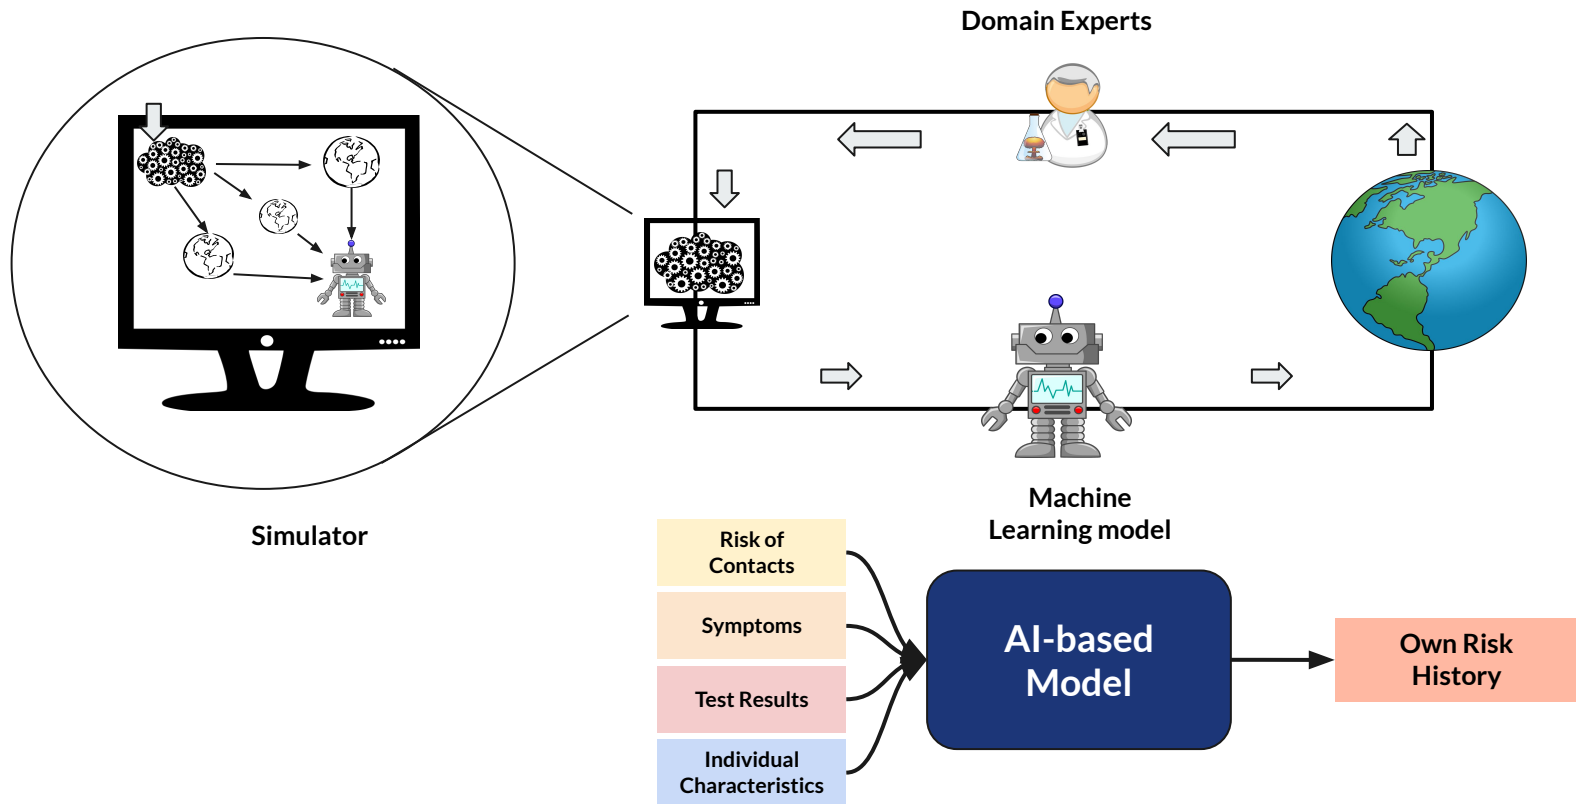 Domain Experts
Simulator
Machine
Learning model
Risk of
Contacts
Symptoms
Test Results
Individual
Characteristics
AI-based
Model
Own Risk
History